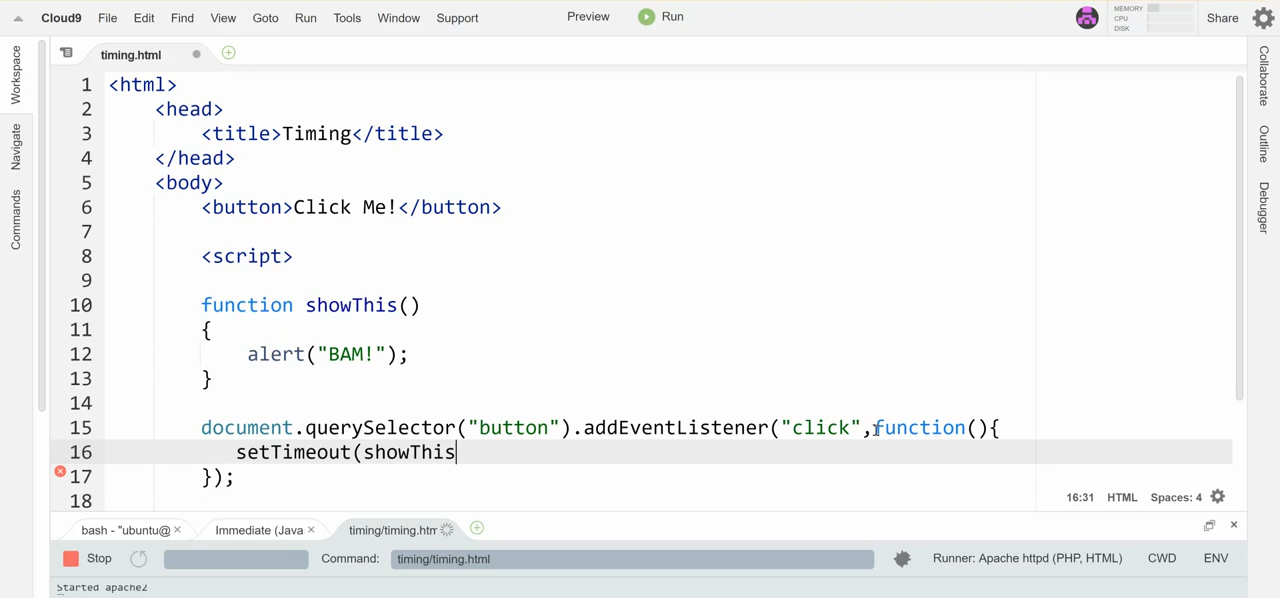 Cloud9 File Edit Find View Goto Run Tools Window Support Preview Run MEMORY CPU DISK Share
Workspace
Navigate
Commands
timing.html
1 <html>
2 <head>
3 <title>Timing</title>
4 </head>
5 <body>
6 <button>Click Me!</button>
7
8 <script>
9
10 function showThis()
11 {
12 alert("BAM!");
13 }
14
15 document.querySelector("button").addEventListener("click",function(){
16 setTimeout(showThis
17 });
18
16:31 HTML Spaces: 4
Collaborate
Outline
Debugger
bash - "ubuntu@ Immediate (Java timing/timing.htm
Stop Command: timing/timing.html Runner: Apache httpd (PHP, HTML) CWD ENV
Started apache2